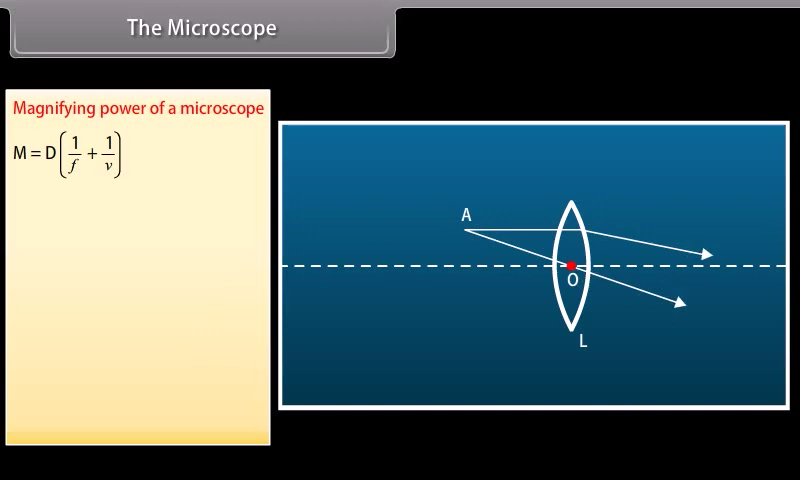 The Microscope
Magnifying power of a microscope
M = D(1/f + 1/v)
A
O
L